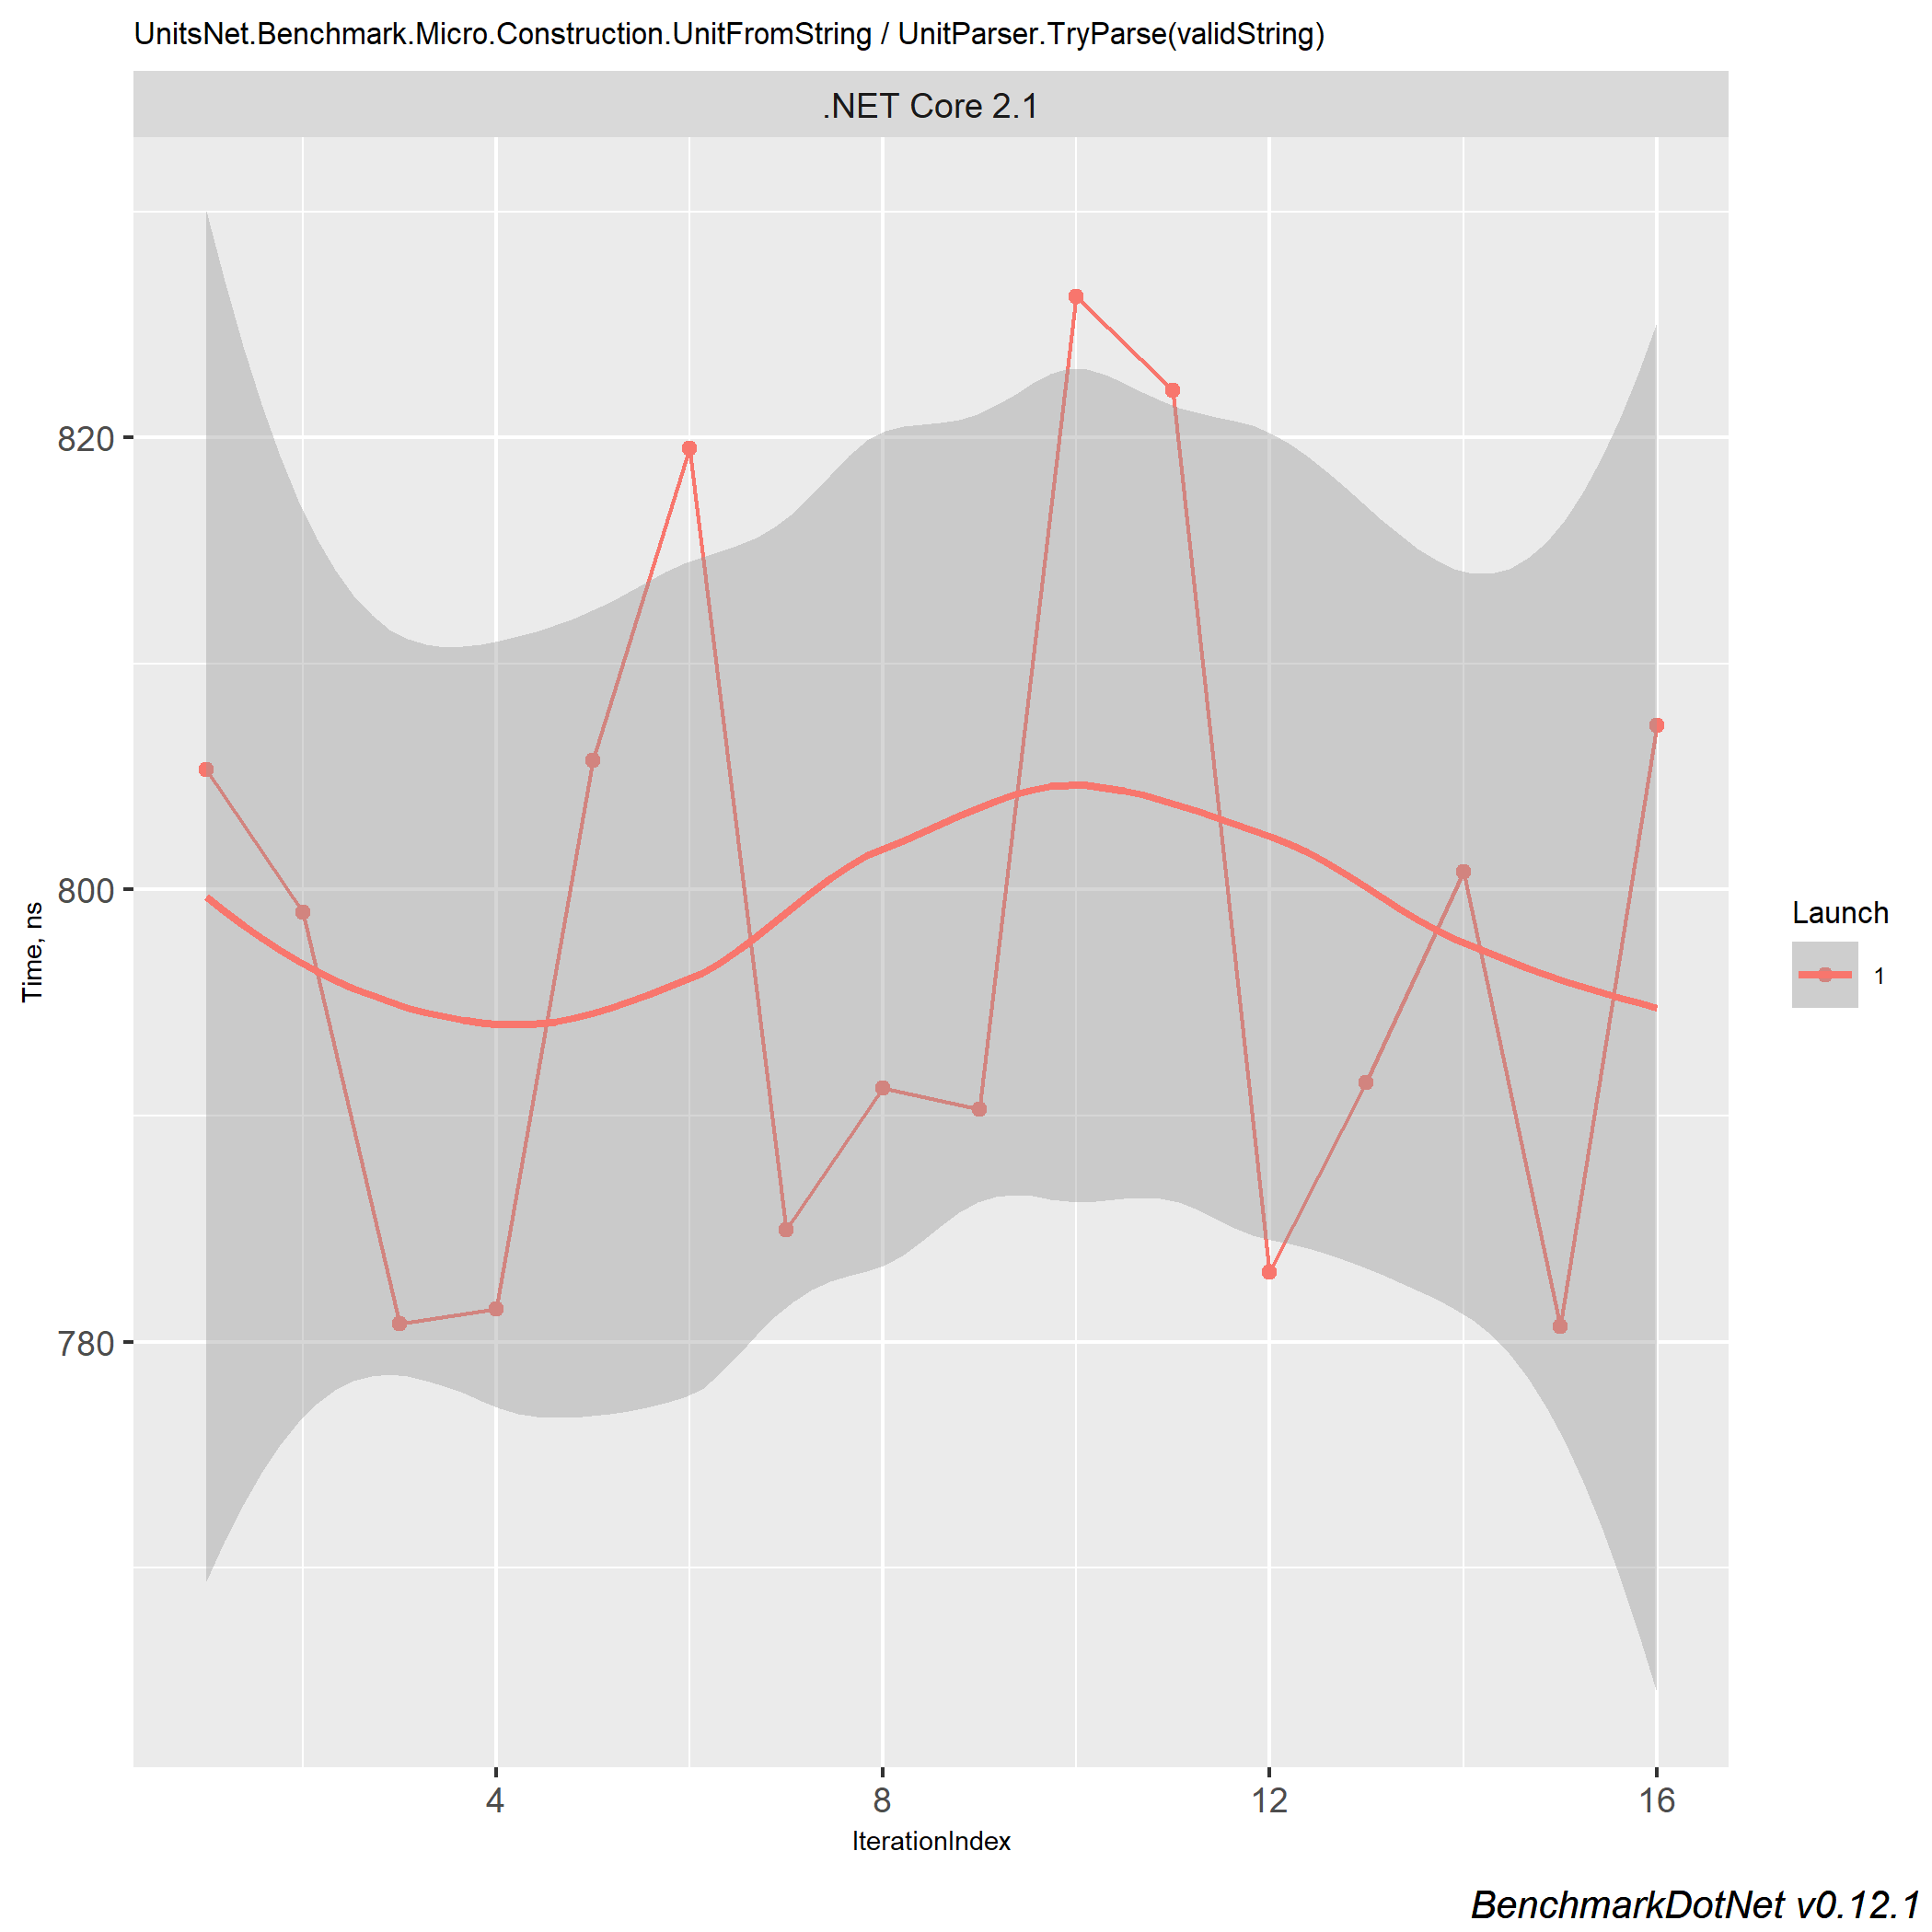 UnitsNet.Benchmark.Micro.Construction.UnitFromString / UnitParser.TryParse(validString)
.NET Core 2.1
820
800
780
Time, ns
4 8 12 16
IterationIndex
Launch
1
BenchmarkDotNet v0.12.1